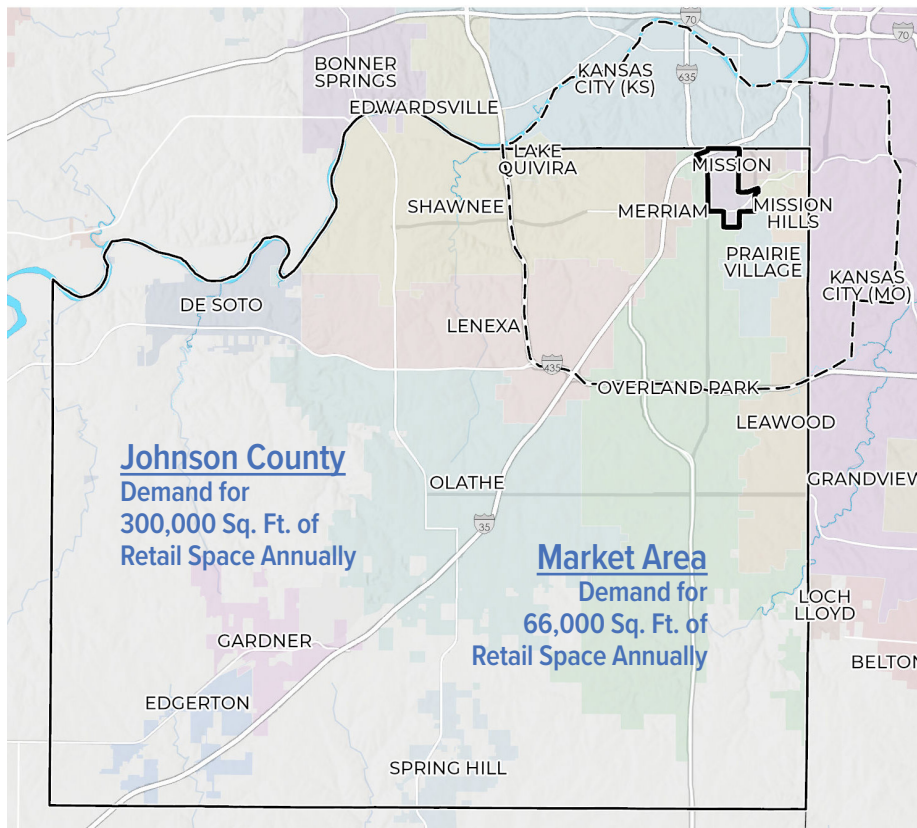 70
70
BONNER
SPRINGS
KANSAS
CITY (KS)
635
EDWARDSVILLE
LAKE
QUIVIRA
MISSION
SHAWNEE
MERRIAM
MISSION
HILLS
PRAIRIE
VILLAGE
KANSAS
CITY (MO)
DE SOTO
LENEXA
435
OVERLAND PARK
LEAWOOD
Johnson County
Demand for
300,000 Sq. Ft. of
Retail Space Annually
OLATHE
GRANDVIEW
35
Market Area
Demand for
66,000 Sq. Ft. of
Retail Space Annually
LOCH
LLOYD
GARDNER
BELTON
EDGERTON
SPRING HILL